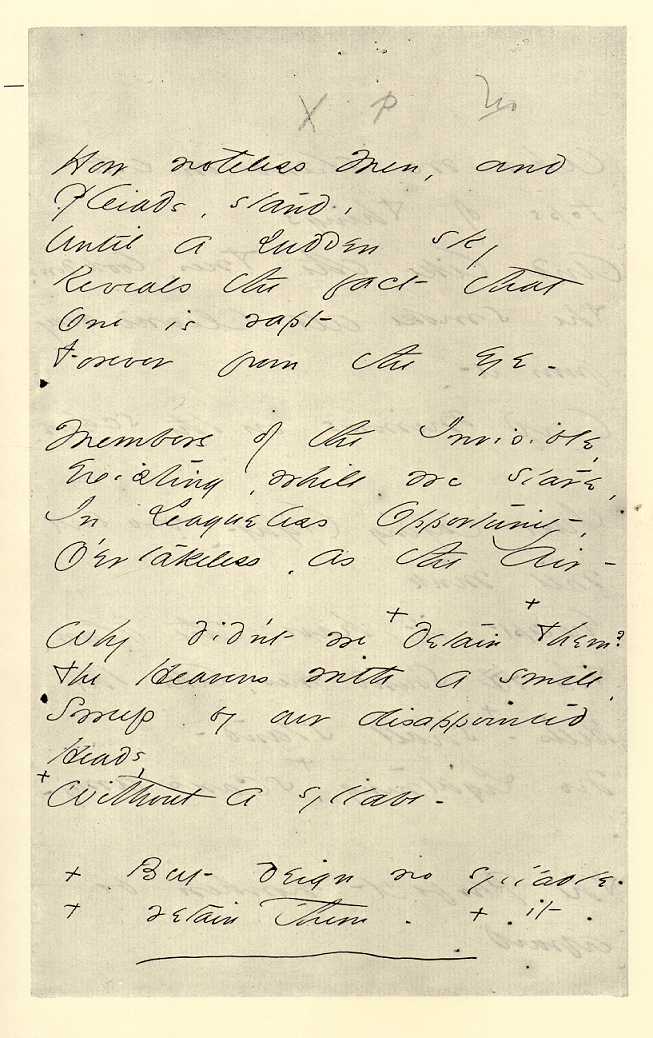 X P
How noteless Men, and
Pleiads, stand,
Until a sudden sky
Reveals the fact that
One is rapt
Forever from the Eye -
Members of the Invisible,
Existing, while we stare,
In Leagueless Opportunity,
O'ertakeless, as the Air -
Why didn't we + detain + Them?
The Heavens with a smile,
Sweep by our disappointed
Heads,
+ Without a syllable -
+ But deign no syllable -
+ retain Them . + it